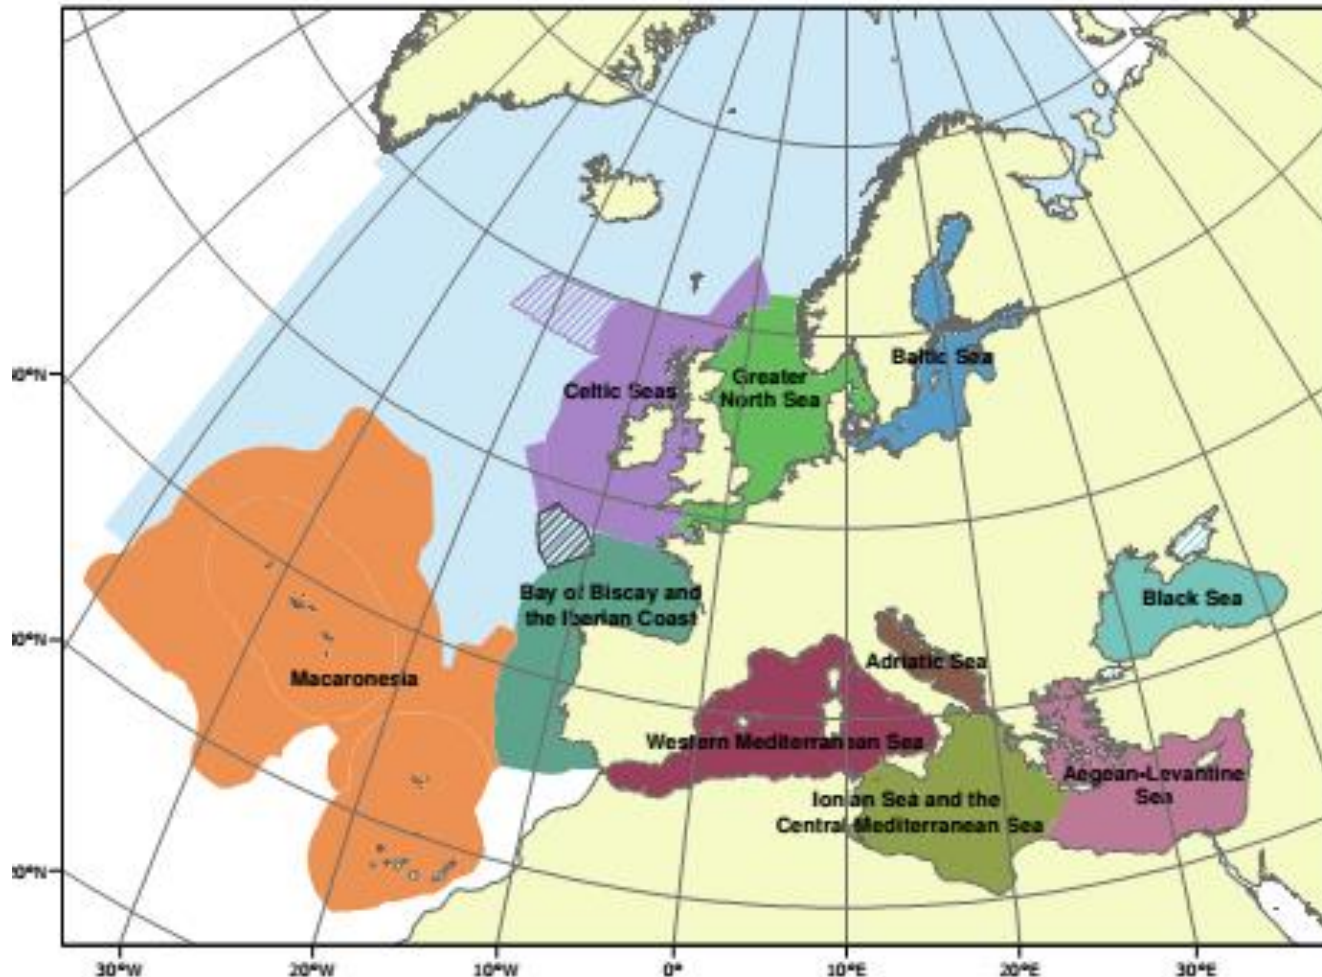 Baltic Sea
Celtic Seas
Greater
North Sea
Bay of Biscay and
the Iberian Coast
Black Sea
Macaronesia
Adriatic Sea
Western Mediterranean Sea
Aegean-Levantine
Sea
Ionian Sea and the
Central Mediterranean Sea
30°W
20°W
10°W
0°
10°E
20°E
30°E